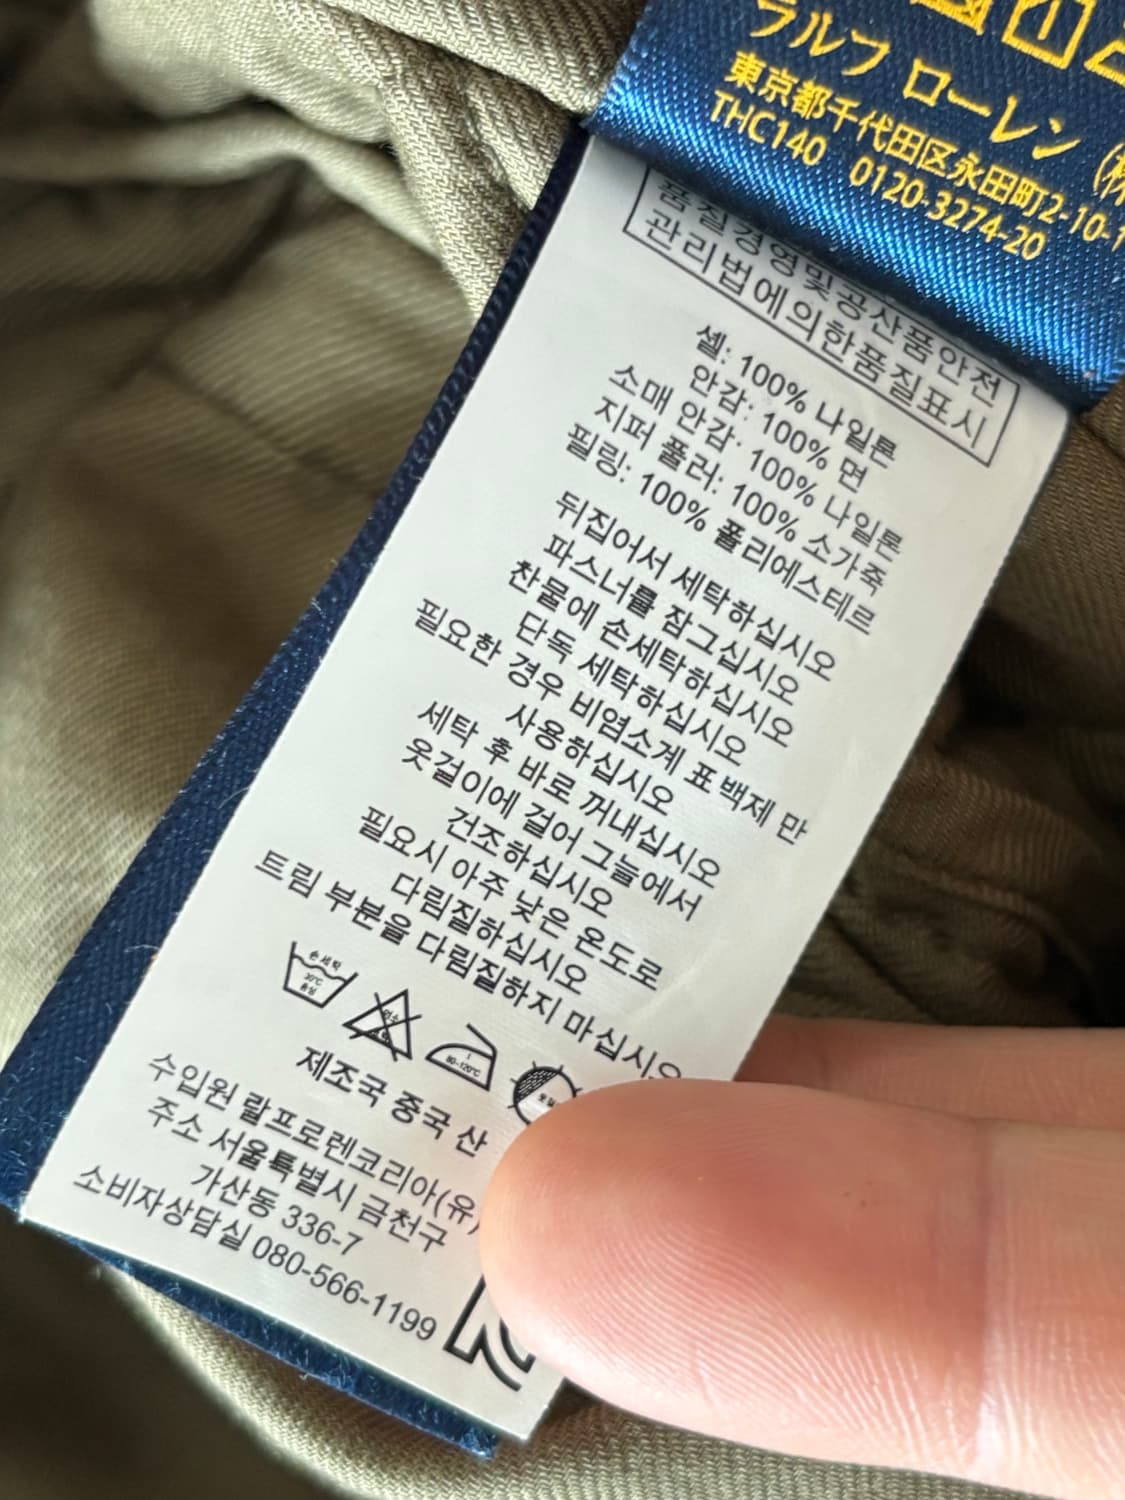 ラルフ ローレン (株
東京都千代田区永田町2-10-1
THC140 0120-3274-20
품질경영및공산품안전
관리법에의한품질표시
셸: 100% 나일론
안감: 100% 면
소매 안감: 100% 나일론
지퍼 풀러: 100% 소가죽
필링: 100% 폴리에스테르
뒤집어서 세탁하십시오
파스너를 잠그십시오
찬물에 손세탁하십시오
단독 세탁하십시오
필요한 경우 비염소계 표백제 만
사용하십시오
세탁 후 바로 꺼내십시오
옷걸이에 걸어 그늘에서
건조하십시오
필요시 아주 낮은 온도로
다림질하십시오
트림 부분을 다림질하지 마십시오
손세탁
30℃
중성
80-120℃
제조국 중국 산
수입원 랄프로렌코리아(유)
주소 서울특별시 금천구
가산동 336-7
소비자상담실 080-566-1199